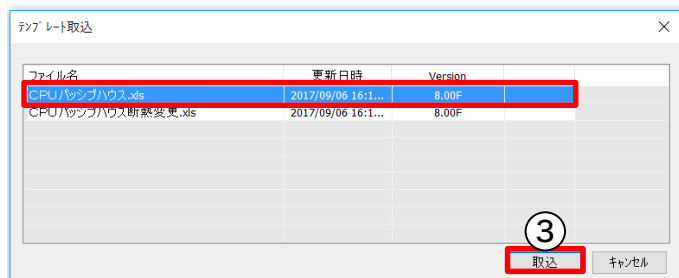 ﾃﾝﾌﾟﾚｰﾄ取込
ファイル名 更新日時 Version
CPUパッシブハウス.xls 2017/09/06 16:1... 8.00F
CPUパッシブハウス断熱変更.xls 2017/09/06 16:1... 8.00F
③
取込 ｷｬﾝｾﾙ